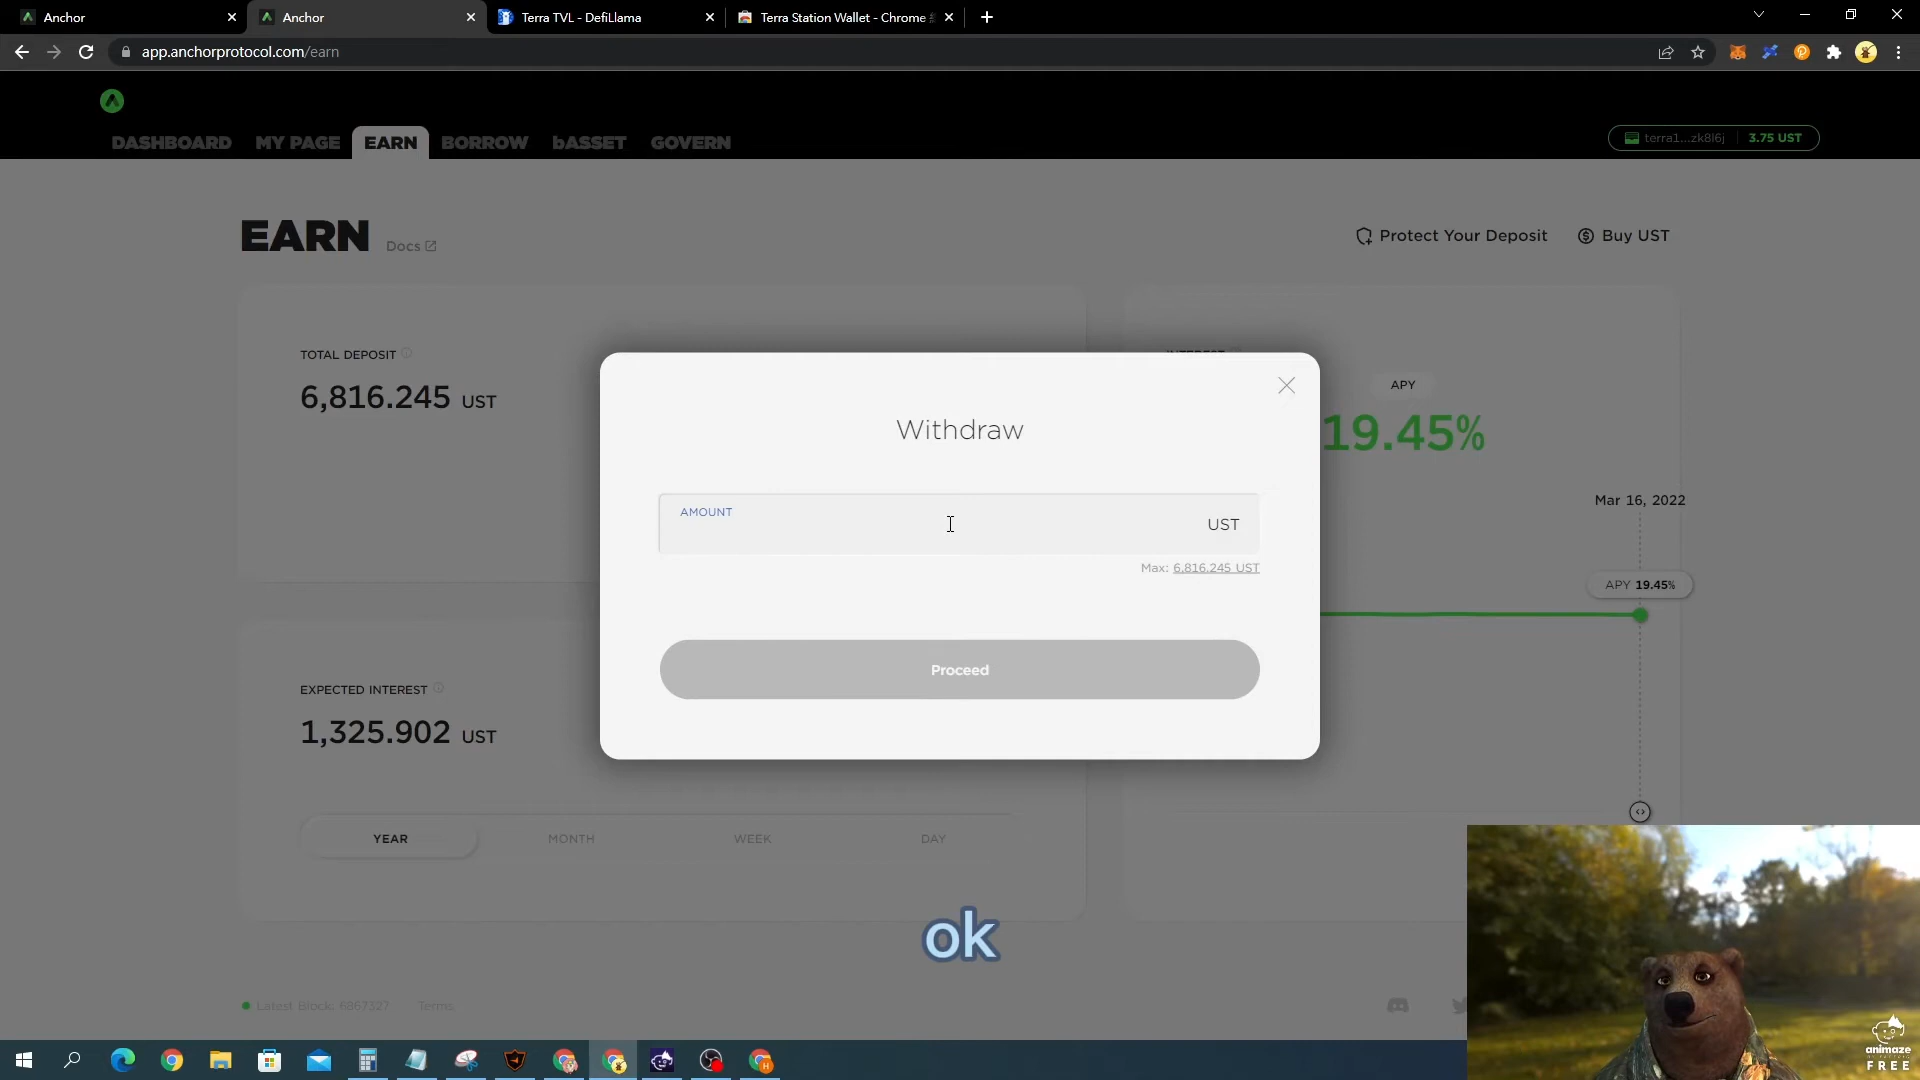 Anchor
Anchor
Terra TVL - DefiLlama
Terra Station Wallet - Chrome
app.anchorprotocol.com/earn
DASHBOARD
MY PAGE
EARN
BORROW
bASSET
GOVERN
terra1...zk8l6j
3.75 UST
EARN
Docs
Protect Your Deposit
Buy UST
TOTAL DEPOSIT
6,816.245 UST
APY
19.45%
Mar 16, 2022
APY 19.45%
Withdraw
AMOUNT
UST
Max: 6,816.245 UST
Proceed
EXPECTED INTEREST
1,325.902 UST
YEAR
MONTH
WEEK
DAY
ok
Latest Block: 6867327
Terms
animaze
FREE